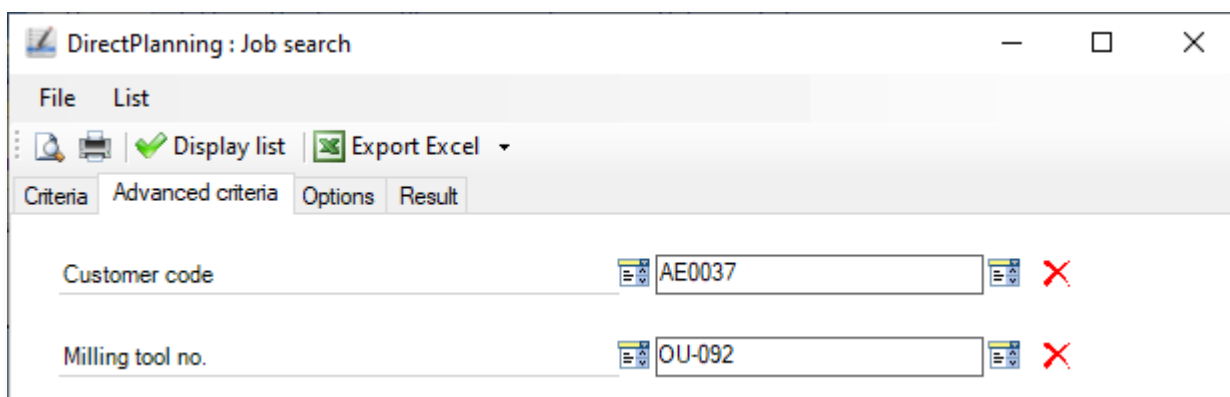 DirectPlanning : Job search
File List
Display list Export Excel
Criteria Advanced criteria Options Result
Customer code AE0037
Milling tool no. OU-092